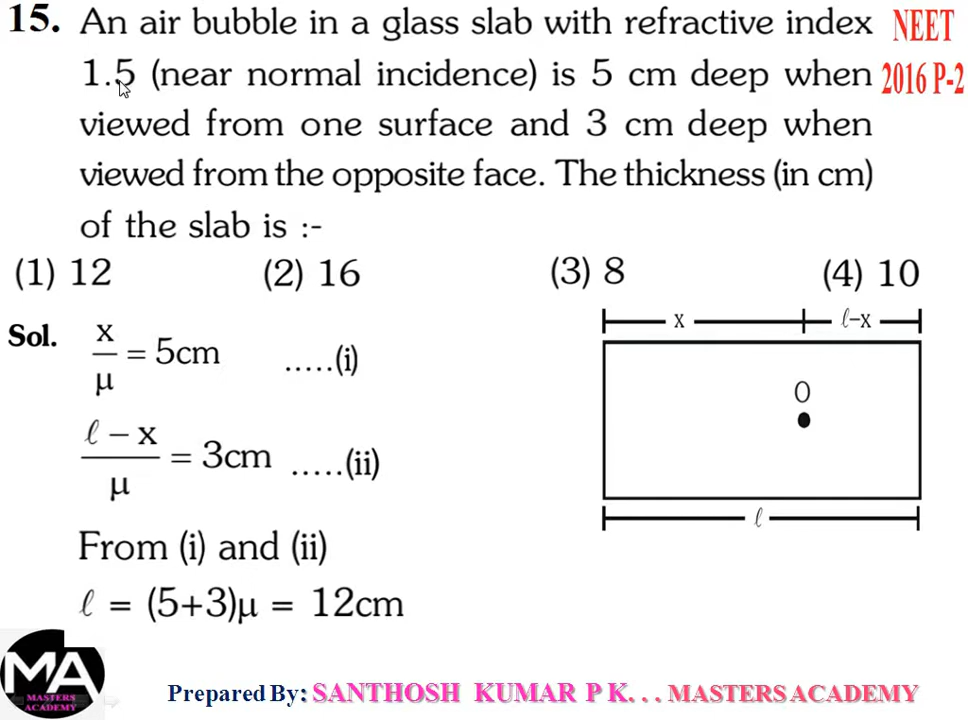 15. An air bubble in a glass slab with refractive index NEET
1.5 (near normal incidence) is 5 cm deep when 2016 P-2
viewed from one surface and 3 cm deep when
viewed from the opposite face. The thickness (in cm)
of the slab is :-
(1) 12 (2) 16 (3) 8 (4) 10
Sol. x/μ = 5cm .....(i)
(ℓ – x)/μ = 3cm .....(ii)
From (i) and (ii)
ℓ = (5+3)μ = 12cm
x ℓ–x
O
ℓ
MA
MASTERS
ACADEMY
Prepared By: SANTHOSH KUMAR P K. . . MASTERS ACADEMY